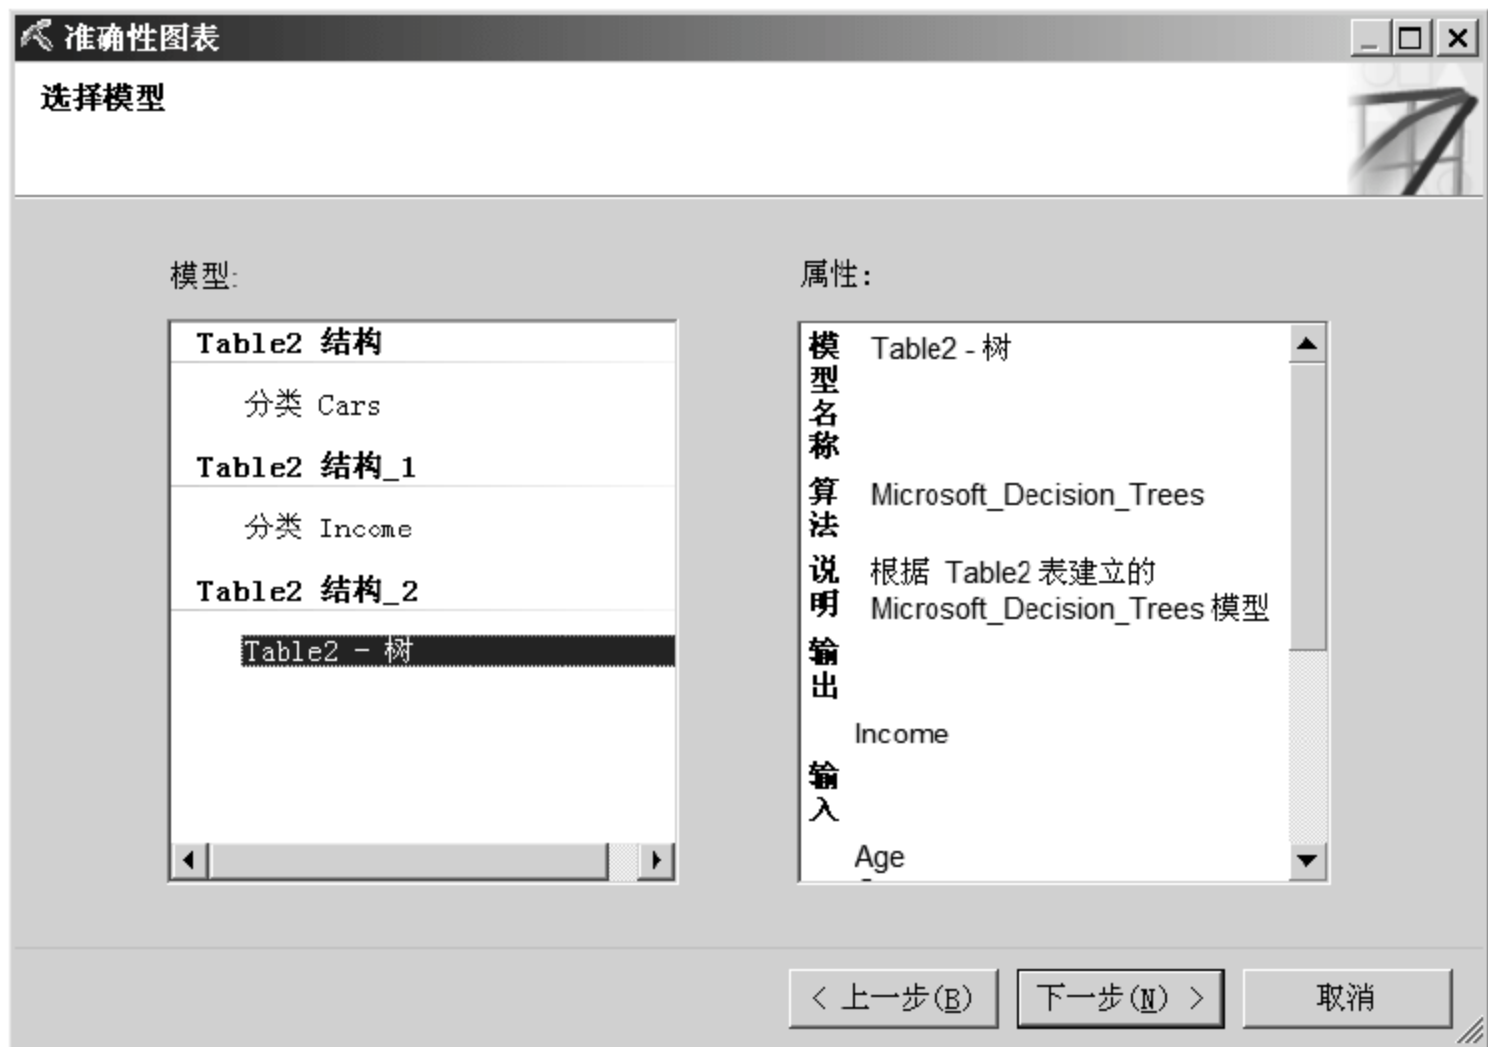 准确性图表
选择模型
模型:
Table2 结构
分类 Cars
Table2 结构_1
分类 Income
Table2 结构_2
Table2 - 树
属性:
模型名称 Table2 - 树
算法 Microsoft_Decision_Trees
说明 根据 Table2 表建立的
Microsoft_Decision_Trees 模型
输出
Income
输入
Age
< 上一步(B)
下一步(N) >
取消